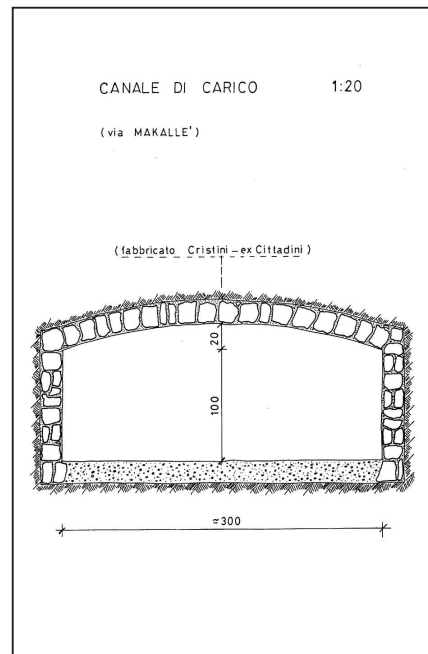 CANALE DI CARICO 1:20
(via MAKALLE')
(fabbricato Cristini - ex Cittadini)
20
100
≈300